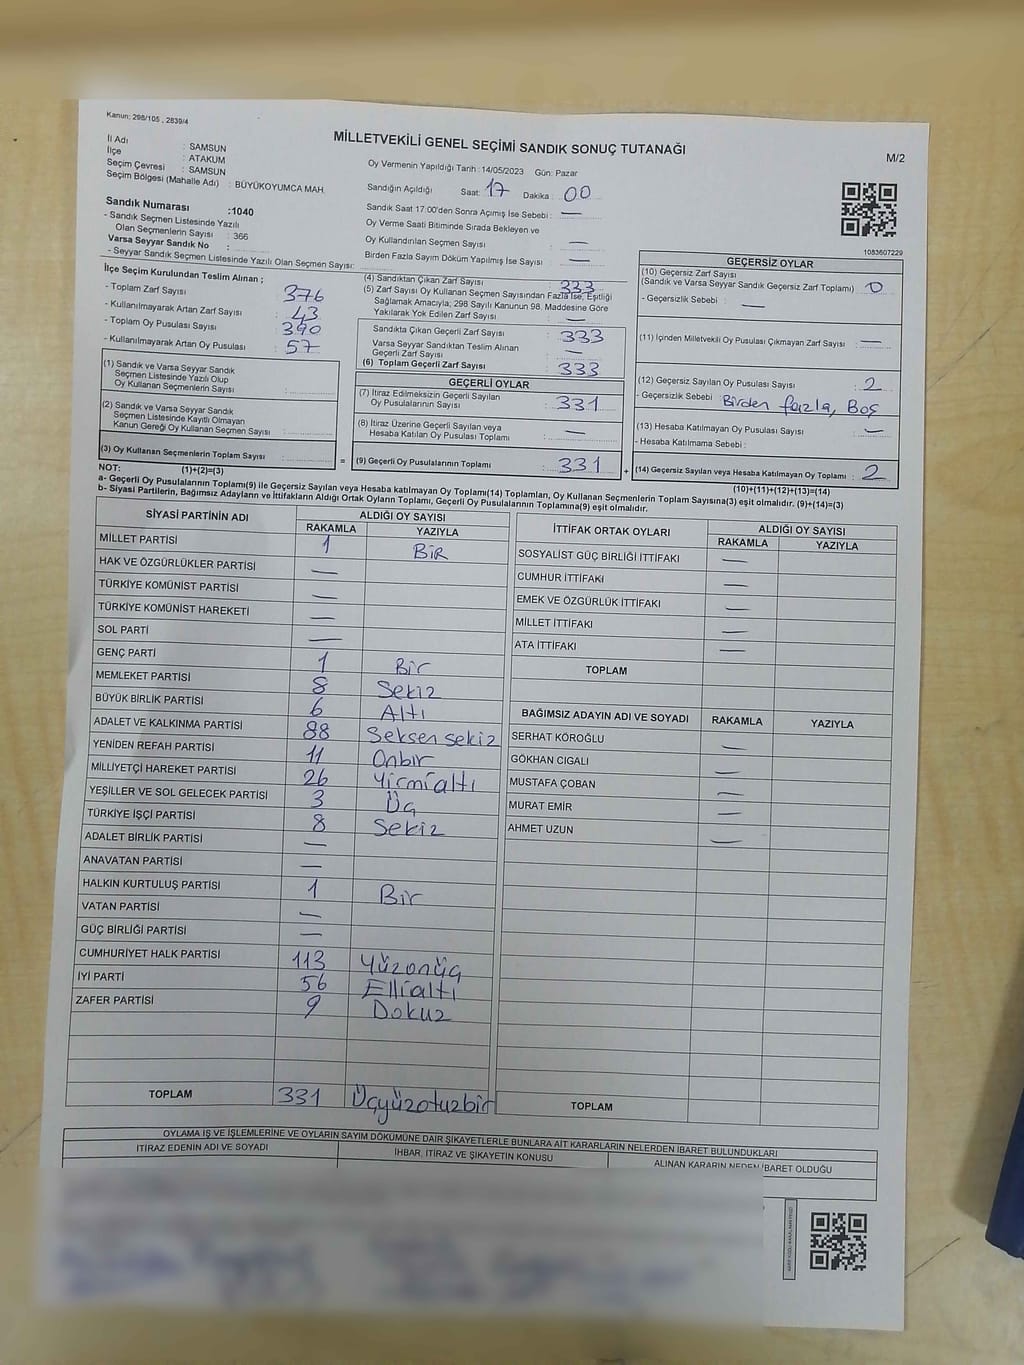 Kanun: 298/105 , 2839/4
MİLLETVEKİLİ GENEL SEÇİMİ SANDIK SONUÇ TUTANAĞI
M/2
İl Adı : SAMSUN
İlçe : ATAKUM
Seçim Çevresi : SAMSUN
Seçim Bölgesi (Mahalle Adı) : BÜYÜKOYUMCA MAH.
Sandık Numarası :1040
- Sandık Seçmen Listesinde Yazılı
Olan Seçmenlerin Sayısı : 366
Varsa Seyyar Sandık No :
- Seyyar Sandık Seçmen Listesinde Yazılı Olan Seçmen Sayısı:
Oy Vermenin Yapıldığı Tarih : 14/05/2023 Gün: Pazar
Sandığın Açıldığı Saat: 17 Dakika : 00
Sandık Saat 17:00'den Sonra Açımış İse Sebebi : —
Oy Verme Saati Bitiminde Sırada Bekleyen ve
Oy Kullandırılan Seçmen Sayısı : —
Birden Fazla Sayım Döküm Yapılmış İse Sayısı : —
1083607229
İlçe Seçim Kurulundan Teslim Alınan ;
- Toplam Zarf Sayısı : 376
- Kullanılmayarak Artan Zarf Sayısı : 43
- Toplam Oy Pusulası Sayısı : 390
- Kullanılmayarak Artan Oy Pusulası : 57
(1) Sandık ve Varsa Seyyar Sandık
Seçmen Listesinde Yazılı Olup
Oy Kullanan Seçmenlerin Sayısı :
(2) Sandık ve Varsa Seyyar Sandık
Seçmen Listesinde Kayıtlı Olmayan
Kanun Gereği Oy Kullanan Seçmen Sayısı :
(3) Oy Kullanan Seçmenlerin Toplam Sayısı :
(1)+(2)=(3)
(4) Sandıktan Çıkan Zarf Sayısı : 333
(5) Zarf Sayısı Oy Kullanan Seçmen Sayısından Fazla İse, Eşitliği
Sağlamak Amacıyla; 298 Sayılı Kanunun 98. Maddesine Göre
Yakılarak Yok Edilen Zarf Sayısı : —
Sandıkta Çıkan Geçerli Zarf Sayısı : 333
Varsa Seyyar Sandıktan Teslim Alınan
Geçerli Zarf Sayısı : —
(6) Toplam Geçerli Zarf Sayısı : 333
GEÇERLİ OYLAR
(7) İtiraz Edilmeksizin Geçerli Sayılan
Oy Pusulalarının Sayısı : 331
(8) İtiraz Üzerine Geçerli Sayılan veya
Hesaba Katılan Oy Pusulası Toplamı : —
= (9) Geçerli Oy Pusulalarının Toplamı : 331 +
GEÇERSİZ OYLAR
(10) Geçersiz Zarf Sayısı
(Sandık ve Varsa Seyyar Sandık Geçersiz Zarf Toplamı) : 0
- Geçersizlik Sebebi : —
(11) İçinden Milletvekili Oy Pusulası Çıkmayan Zarf Sayısı : —
(12) Geçersiz Sayılan Oy Pusulası Sayısı : 2
- Geçersizlik Sebebi : Birden fazla, Boş
(13) Hesaba Katılmayan Oy Pusulası Sayısı : —
- Hesaba Katılmama Sebebi :
(14) Geçersiz Sayılan veya Hesaba Katılmayan Oy Toplamı : 2
(10)+(11)+(12)+(13)=(14)
NOT:
a- Geçerli Oy Pusulalarının Toplamı(9) ile Geçersiz Sayılan veya Hesaba katılmayan Oy Toplamı(14) Toplamları, Oy Kullanan Seçmenlerin Toplam Sayısına(3) eşit olmalıdır. (9)+(14)=(3)
b- Siyasi Partilerin, Bağımsız Adayların ve İttifakların Aldığı Ortak Oyların Toplamı, Geçerli Oy Pusulalarının Toplamına(9) eşit olmalıdır.
SİYASİ PARTİNİN ADI ALDIĞI OY SAYISI
RAKAMLA YAZIYLA
MİLLET PARTİSİ 1 BİR
HAK VE ÖZGÜRLÜKLER PARTİSİ —
TÜRKİYE KOMÜNİST PARTİSİ —
TÜRKİYE KOMÜNİST HAREKETİ —
SOL PARTİ —
GENÇ PARTİ 1 Bir
MEMLEKET PARTİSİ 8 Sekiz
BÜYÜK BİRLİK PARTİSİ 6 Altı
ADALET VE KALKINMA PARTİSİ 88 Seksen sekiz
YENİDEN REFAH PARTİSİ 11 Onbir
MİLLİYETÇİ HAREKET PARTİSİ 26 Yirmialtı
YEŞİLLER VE SOL GELECEK PARTİSİ 3 Üç
TÜRKİYE İŞÇİ PARTİSİ 8 Sekiz
ADALET BİRLİK PARTİSİ —
ANAVATAN PARTİSİ —
HALKIN KURTULUŞ PARTİSİ 1 Bir
VATAN PARTİSİ —
GÜÇ BİRLİĞİ PARTİSİ —
CUMHURİYET HALK PARTİSİ 113 Yüzonüç
İYİ PARTİ 56 Ellialtı
ZAFER PARTİSİ 9 Dokuz
TOPLAM 331 Üçyüzotuzbir
İTTİFAK ORTAK OYLARI ALDIĞI OY SAYISI
RAKAMLA YAZIYLA
SOSYALİST GÜÇ BİRLİĞİ İTTİFAKI —
CUMHUR İTTİFAKI —
EMEK VE ÖZGÜRLÜK İTTİFAKI —
MİLLET İTTİFAKI —
ATA İTTİFAKI —
TOPLAM
BAĞIMSIZ ADAYIN ADI VE SOYADI RAKAMLA YAZIYLA
SERHAT KÖROĞLU —
GÖKHAN CIGALI —
MUSTAFA ÇOBAN —
MURAT EMİR —
AHMET UZUN —
TOPLAM
OYLAMA İŞ VE İŞLEMLERİNE VE OYLARIN SAYIM DÖKÜMÜNE DAİR ŞİKAYETLERLE BUNLARA AİT KARARLARIN NELERDEN İBARET BULUNDUKLARI
İTİRAZ EDENİN ADI VE SOYADI İHBAR, İTİRAZ VE ŞİKAYETİN KONUSU ALINAN KARARIN NEDEN İBARET OLDUĞU